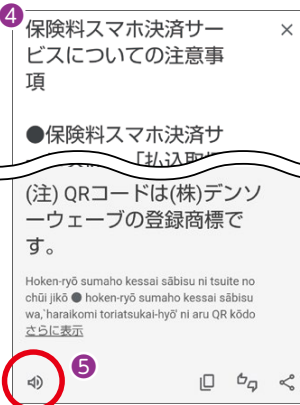 4
保険料スマホ決済サー
ビスについての注意事
項
●保険料スマホ決済サ
「払込取
(注) QRコードは(株)デンソ
ーウェーブの登録商標で
す。
Hoken-ryō sumaho kessai sābisu ni tsuite no
chūi jikō ● hoken-ryō sumaho kessai sābisu
wa,`haraikomi toriatsukai-hyō' ni aru QR kōdo
さらに表示
5